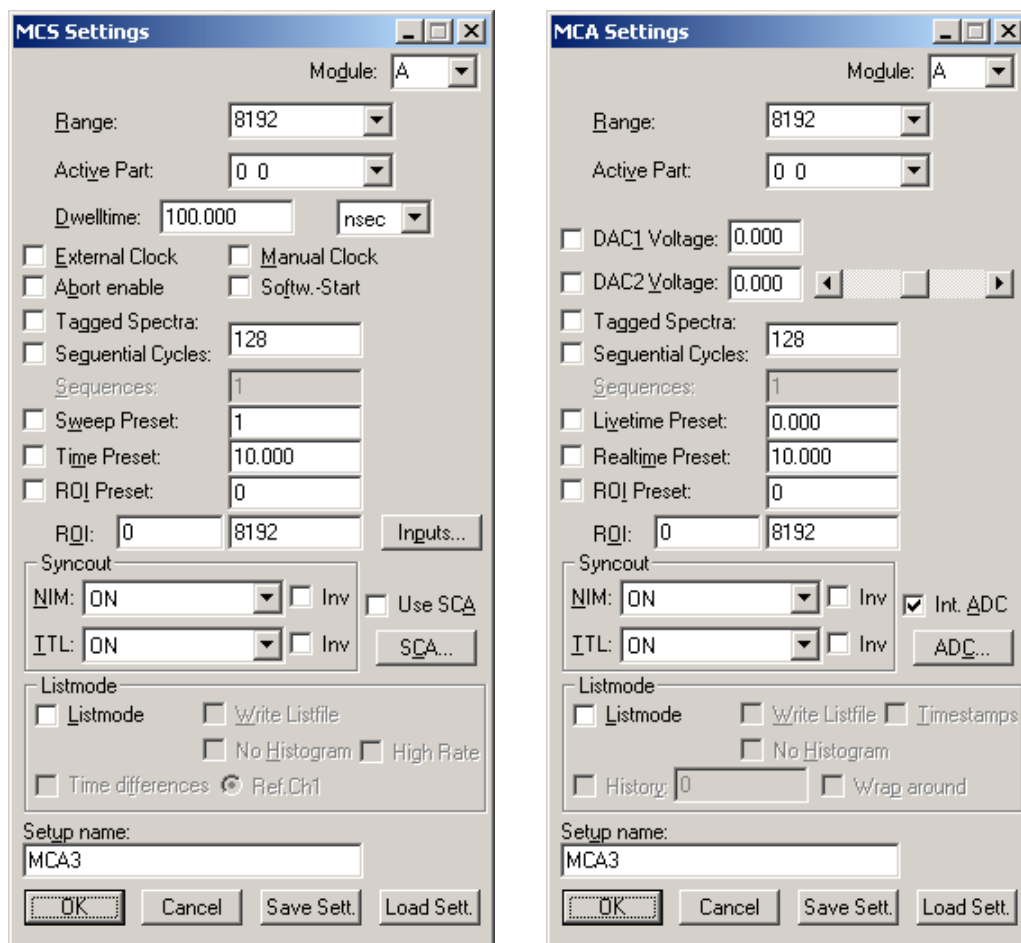 MCS Settings
Module: A
Range: 8192
Active Part: 0 0
Dwelltime: 100.000 nsec
External Clock Manual Clock
Abort enable Softw.-Start
Tagged Spectra:
128
Seguential Cycles:
Sequences: 1
Sweep Preset: 1
Time Preset: 10.000
ROI Preset: 0
ROI: 0 8192 Inputs...
Syncout
NIM: ON Inv Use SCA
TTL: ON Inv SCA...
Listmode
Listmode Write Listfile
No Histogram High Rate
Time differences Ref.Ch1
Setup name:
MCA3
OK Cancel Save Sett. Load Sett.
MCA Settings
Module: A
Range: 8192
Active Part: 0 0
DAC1 Voltage: 0.000
DAC2 Voltage: 0.000
Tagged Spectra:
128
Seguential Cycles:
Sequences: 1
Livetime Preset: 0.000
Realtime Preset: 10.000
ROI Preset: 0
ROI: 0 8192
Syncout
NIM: ON Inv Int. ADC
TTL: ON Inv ADC...
Listmode
Listmode Write Listfile Timestamps
No Histogram
History: 0 Wrap around
Setup name:
MCA3
OK Cancel Save Sett. Load Sett.